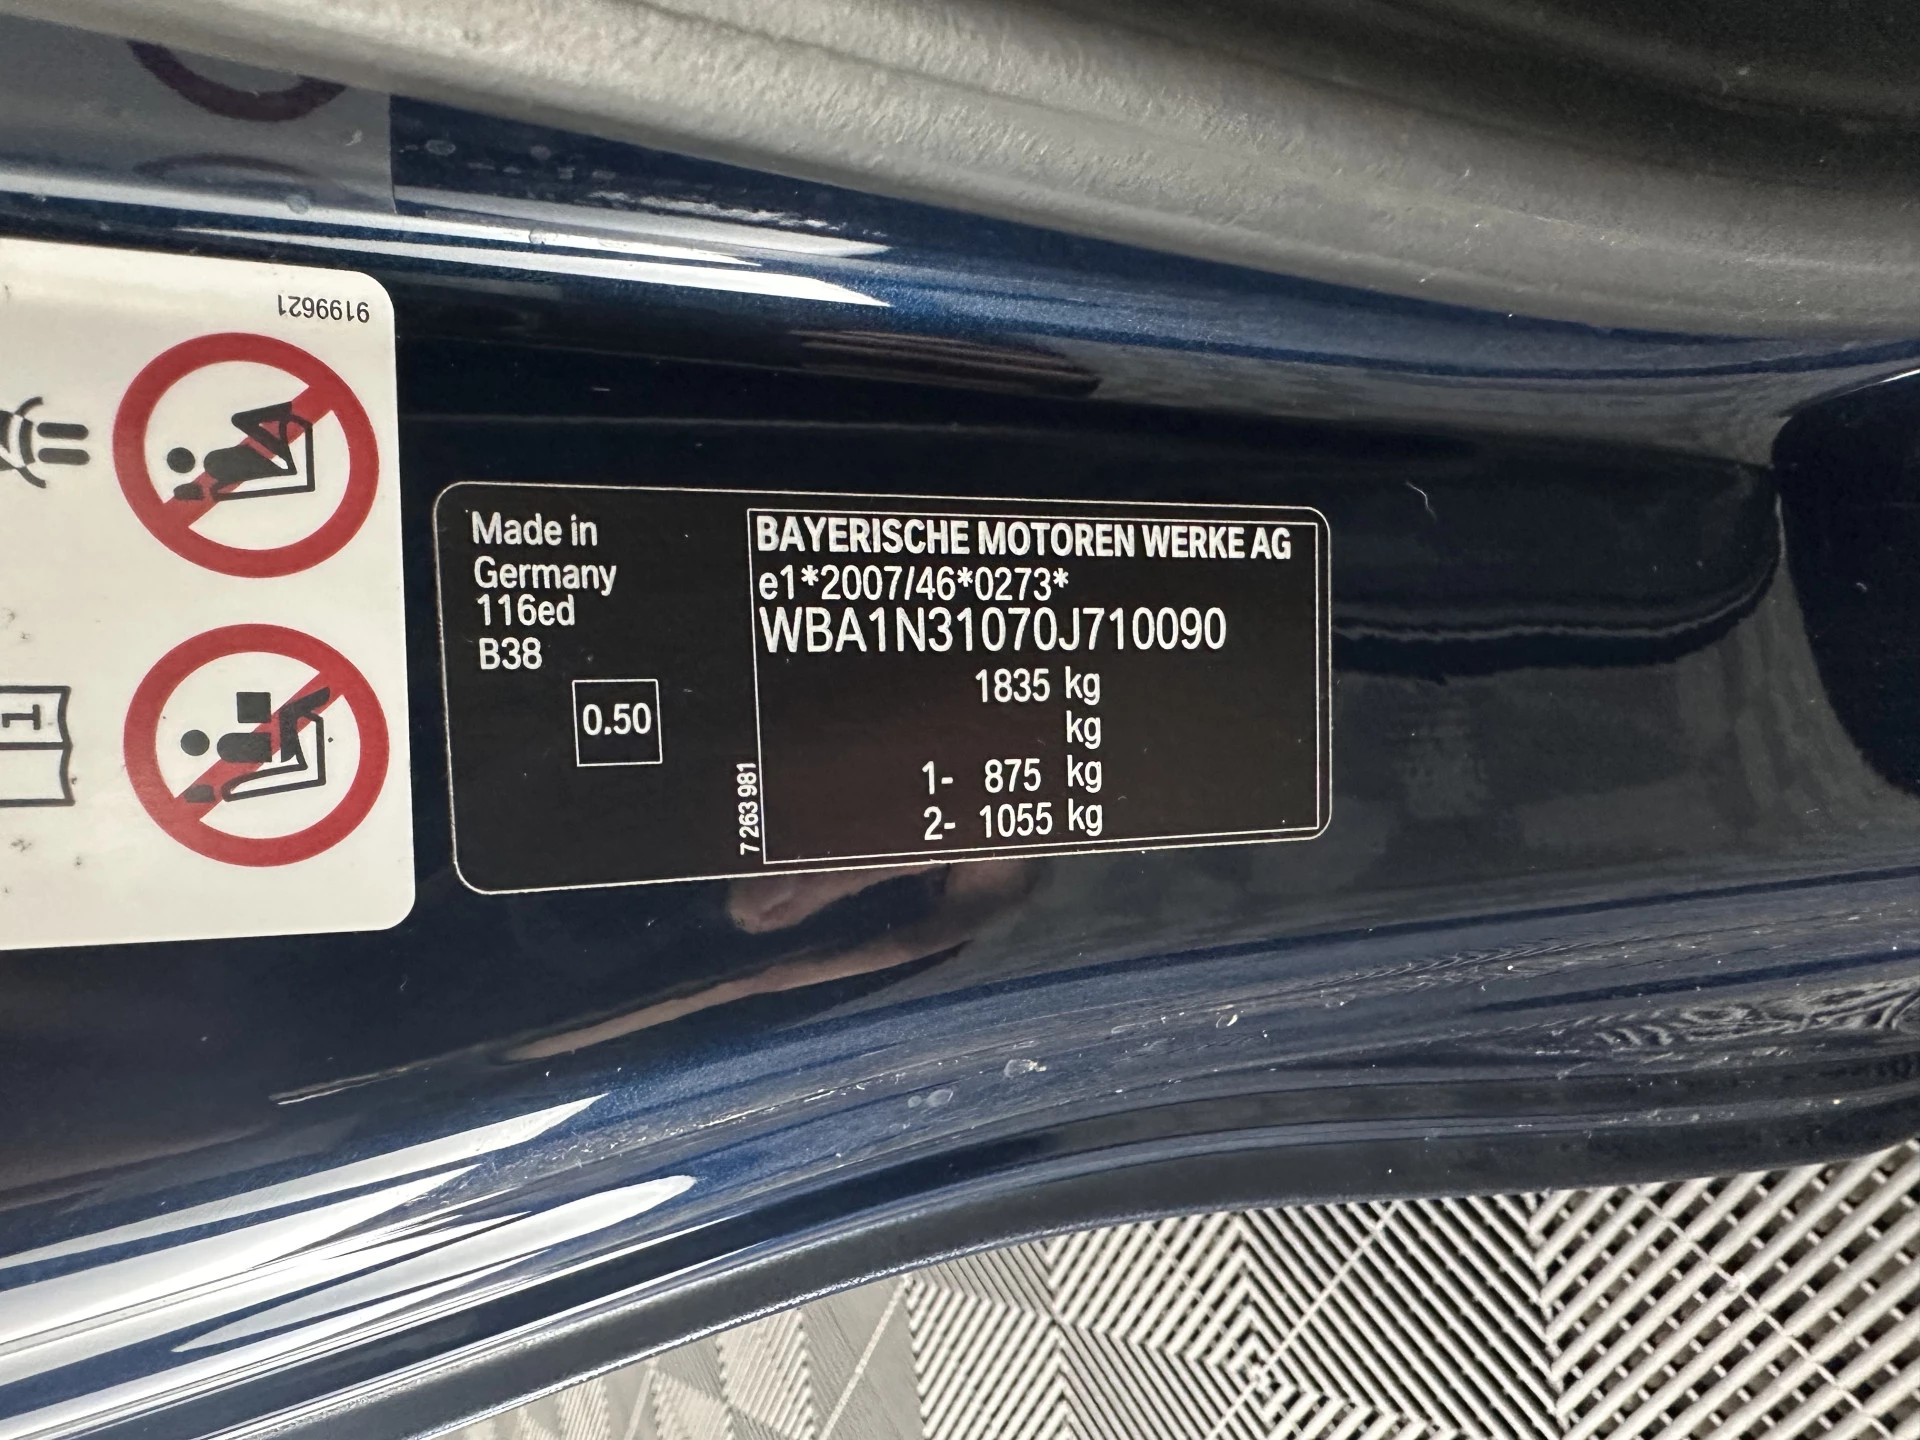 9199621
1
Made in
Germany
116ed
B38
0.50
7 263 981
BAYERISCHE MOTOREN WERKE AG
e1*2007/46*0273*
WBA1N31070J710090
1835 kg
kg
1- 875 kg
2- 1055 kg